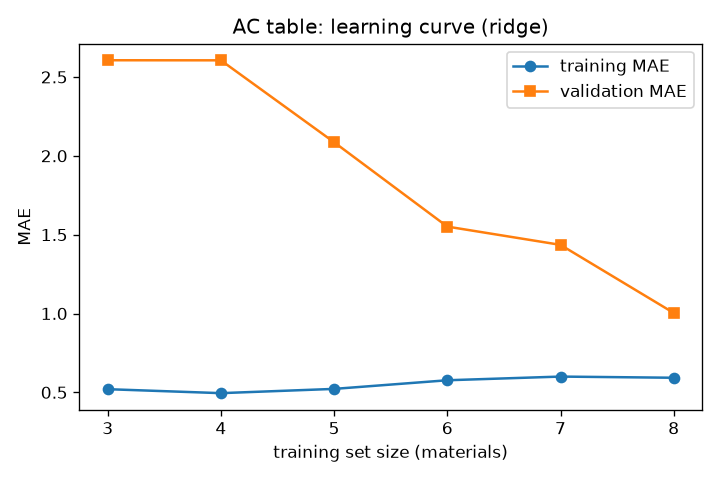 AC table: learning curve (ridge)
training MAE
validation MAE
2.5
2.0
1.5
1.0
0.5
MAE
3 4 5 6 7 8
training set size (materials)